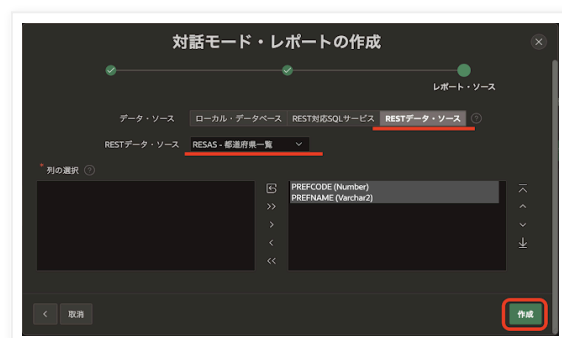 対話モード・レポートの作成
レポート・ソース
データ・ソース ローカル・データベース REST対応SQLサービス RESTデータ・ソース
RESTデータ・ソース RESAS - 都道府県一覧
* 列の選択
PREFCODE (Number)
PREFNAME (Varchar2)
取消 作成